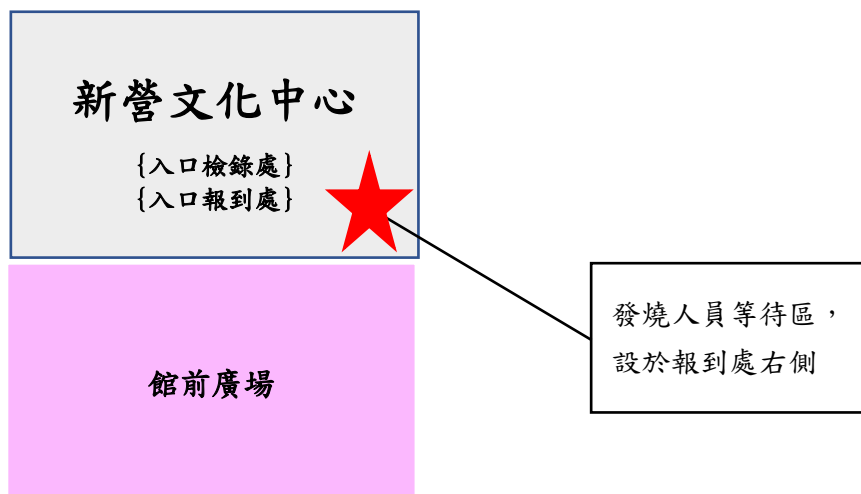 新營文化中心
{入口檢錄處}
{入口報到處}
發燒人員等待區，
設於報到處右側
館前廣場